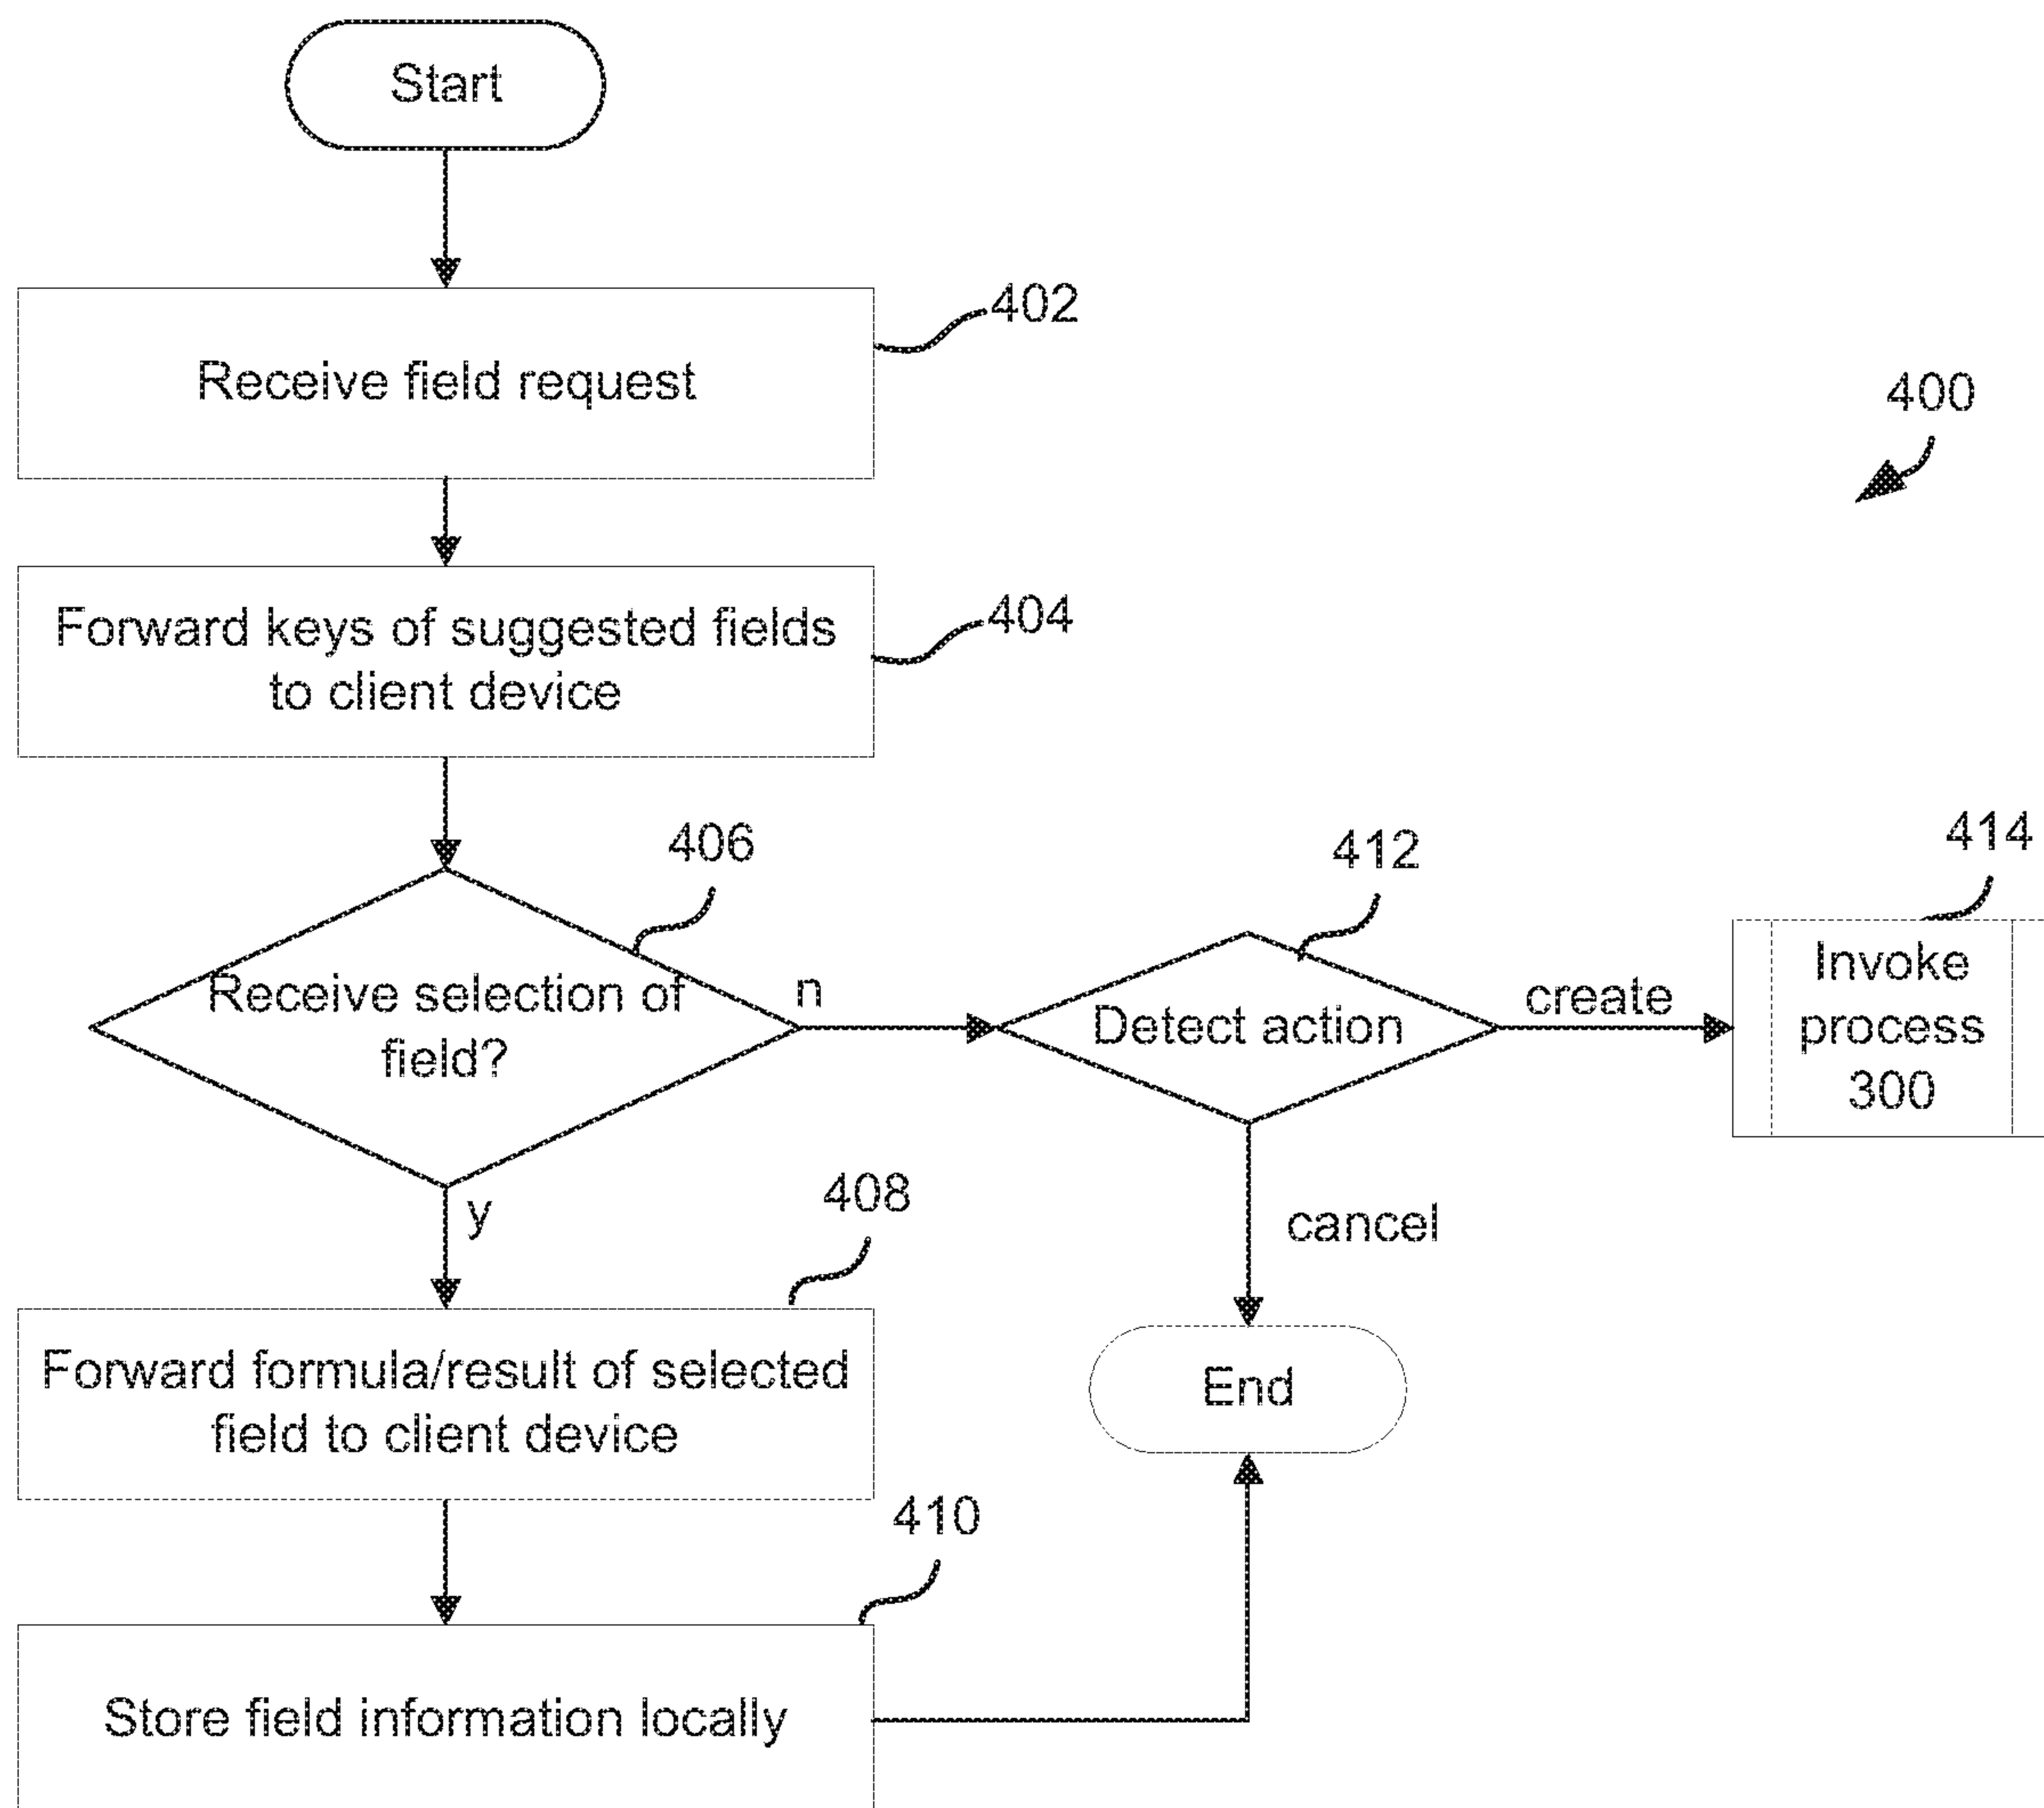 Start
402
Receive field request
400
404
Forward keys of suggested fields
to client device
406
412
414
Receive selection of
field?
n
Detect action
create
Invoke
process
300
y
cancel
408
Forward formula/result of selected
field to client device
End
410
Store field information locally